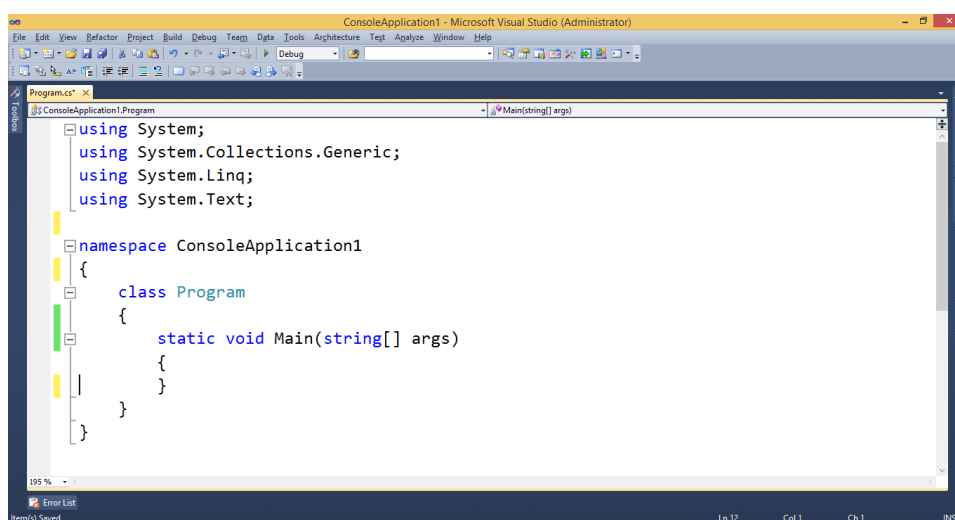 ConsoleApplication1 - Microsoft Visual Studio (Administrator)
File Edit View Refactor Project Build Debug Team Data Tools Architecture Test Analyze Window Help
Debug
Toolbox
Program.cs*
ConsoleApplication1.Program
Main(string[] args)
using System;
using System.Collections.Generic;
using System.Linq;
using System.Text;
namespace ConsoleApplication1
{
class Program
{
static void Main(string[] args)
{
}
}
}
195 %
Error List
Item(s) Saved
Ln 12 Col 1 Ch 1 INS